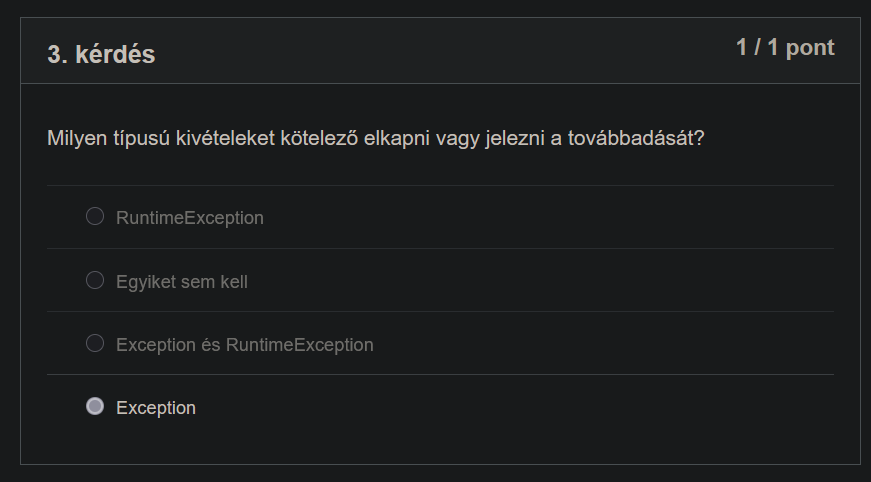 3. kérdés
1 / 1 pont
Milyen típusú kivételeket kötelező elkapni vagy jelezni a továbbadását?
RuntimeException
Egyiket sem kell
Exception és RuntimeException
Exception